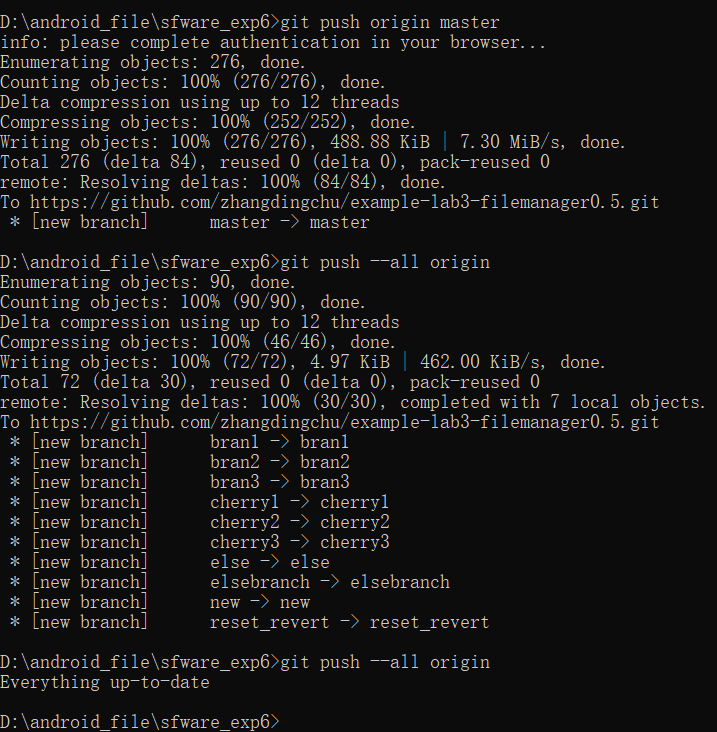 D:\android_file\sfware_exp6>git push origin master
info: please complete authentication in your browser...
Enumerating objects: 276, done.
Counting objects: 100% (276/276), done.
Delta compression using up to 12 threads
Compressing objects: 100% (252/252), done.
Writing objects: 100% (276/276), 488.88 KiB | 7.30 MiB/s, done.
Total 276 (delta 84), reused 0 (delta 0), pack-reused 0
remote: Resolving deltas: 100% (84/84), done.
To https://github.com/zhangdingchu/example-lab3-filemanager0.5.git
 * [new branch]      master -> master

D:\android_file\sfware_exp6>git push --all origin
Enumerating objects: 90, done.
Counting objects: 100% (90/90), done.
Delta compression using up to 12 threads
Compressing objects: 100% (46/46), done.
Writing objects: 100% (72/72), 4.97 KiB | 462.00 KiB/s, done.
Total 72 (delta 30), reused 0 (delta 0), pack-reused 0
remote: Resolving deltas: 100% (30/30), completed with 7 local objects.
To https://github.com/zhangdingchu/example-lab3-filemanager0.5.git
 * [new branch]      bran1 -> bran1
 * [new branch]      bran2 -> bran2
 * [new branch]      bran3 -> bran3
 * [new branch]      cherry1 -> cherry1
 * [new branch]      cherry2 -> cherry2
 * [new branch]      cherry3 -> cherry3
 * [new branch]      else -> else
 * [new branch]      elsebranch -> elsebranch
 * [new branch]      new -> new
 * [new branch]      reset_revert -> reset_revert

D:\android_file\sfware_exp6>git push --all origin
Everything up-to-date

D:\android_file\sfware_exp6>